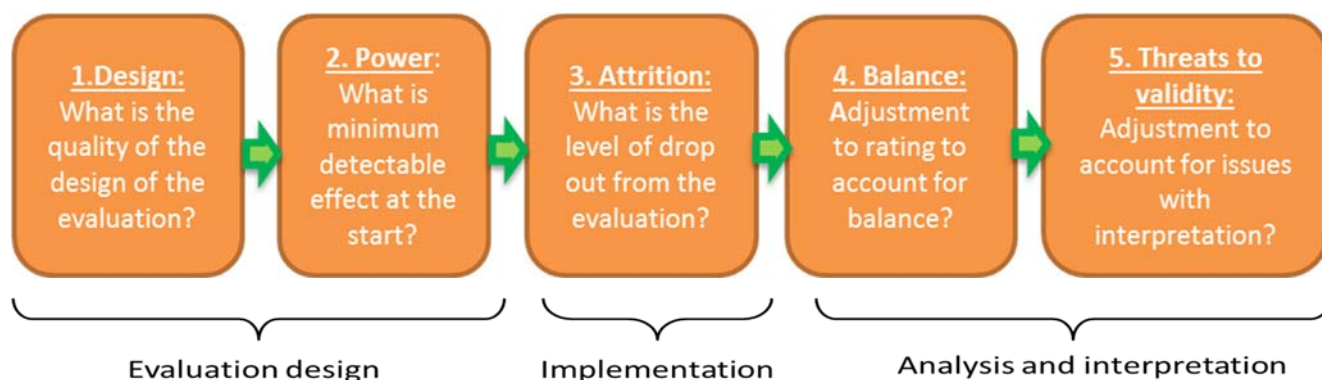 1.Design:
What is the
quality of the
design of the
evaluation?
2. Power:
What is
minimum
detectable
effect at the
start?
3. Attrition:
What is the
level of drop
out from the
evaluation?
4. Balance:
Adjustment
to rating to
account for
balance?
5. Threats to
validity:
Adjustment to
account for issues
with
interpretation?
Evaluation design
Implementation
Analysis and interpretation